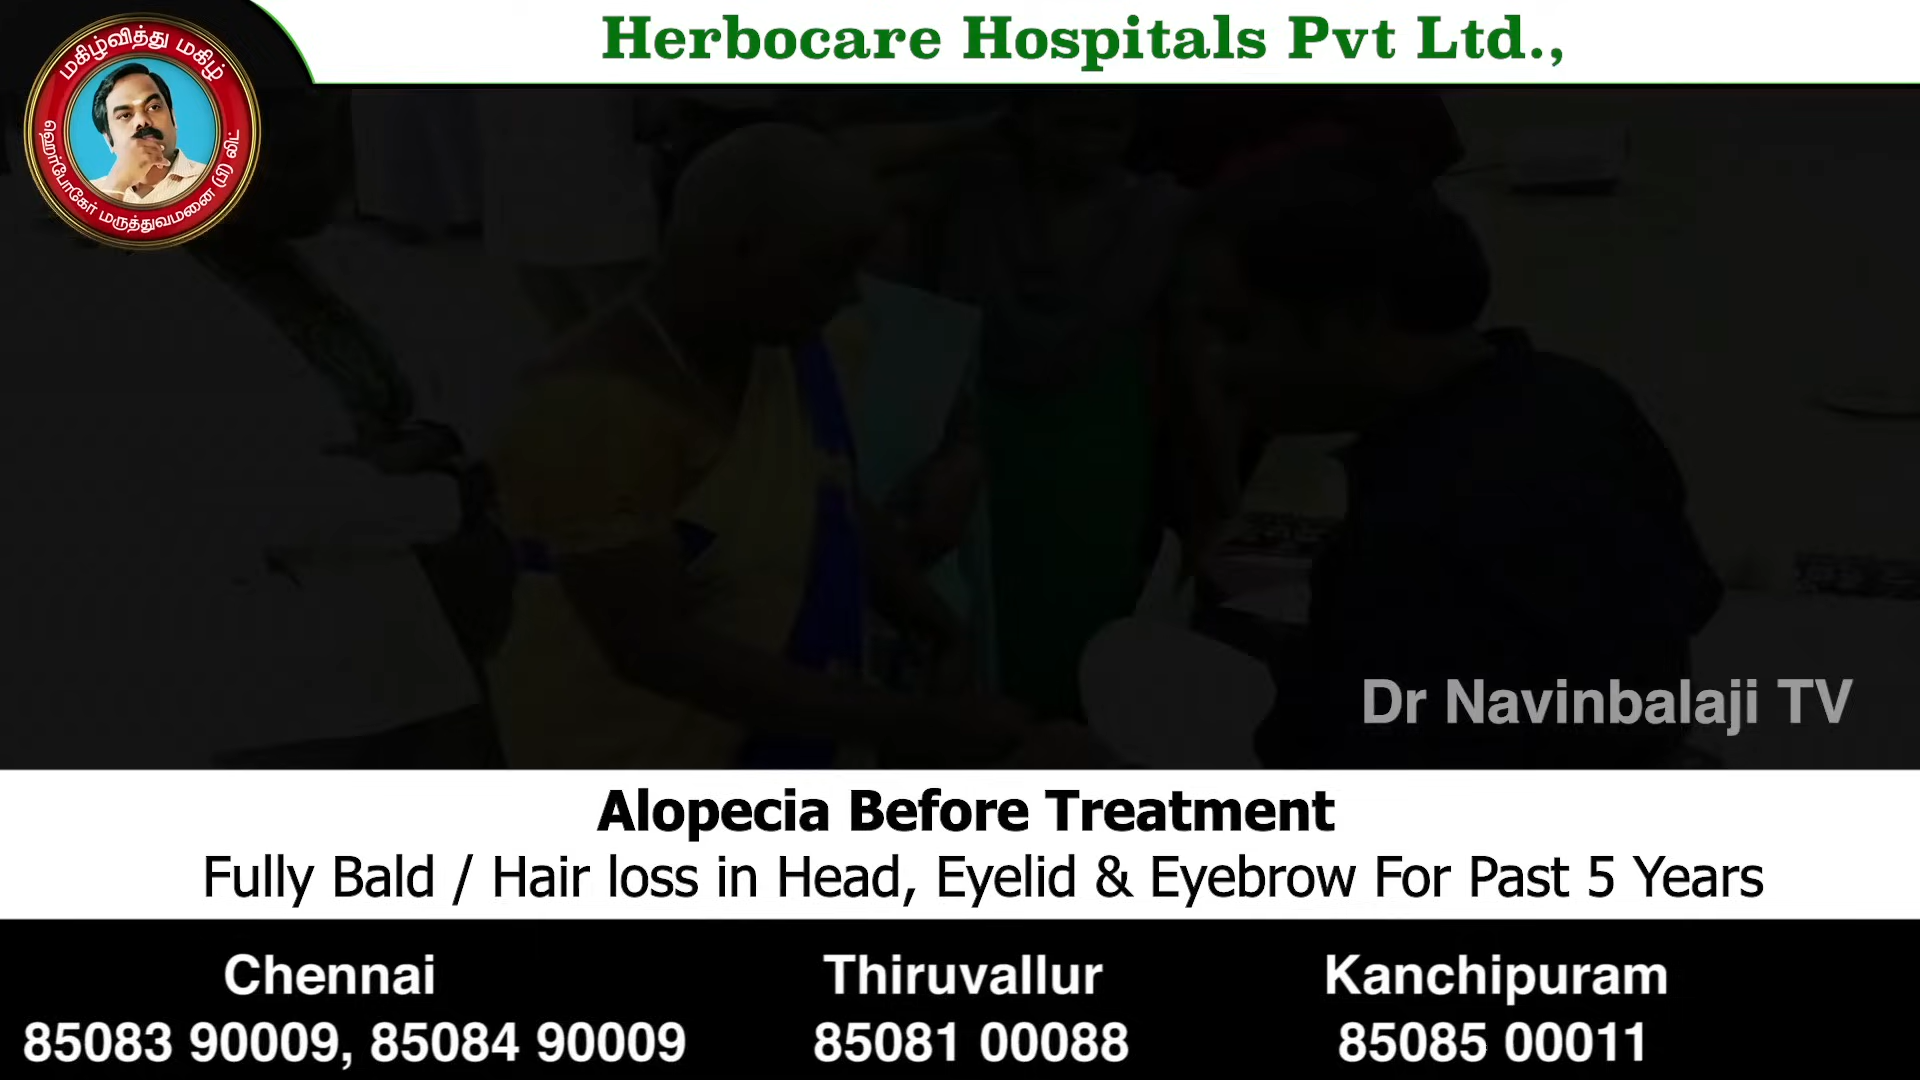 Herbocare Hospitals Pvt Ltd.,
மகிழ்வித்து மகிழ்
ஹெர்போகேர் மருத்துவமனை (பி) லிட்
Dr Navinbalaji TV
Alopecia Before Treatment
Fully Bald / Hair loss in Head, Eyelid & Eyebrow For Past 5 Years
Chennai
85083 90009, 85084 90009
Thiruvallur
85081 00088
Kanchipuram
85085 00011